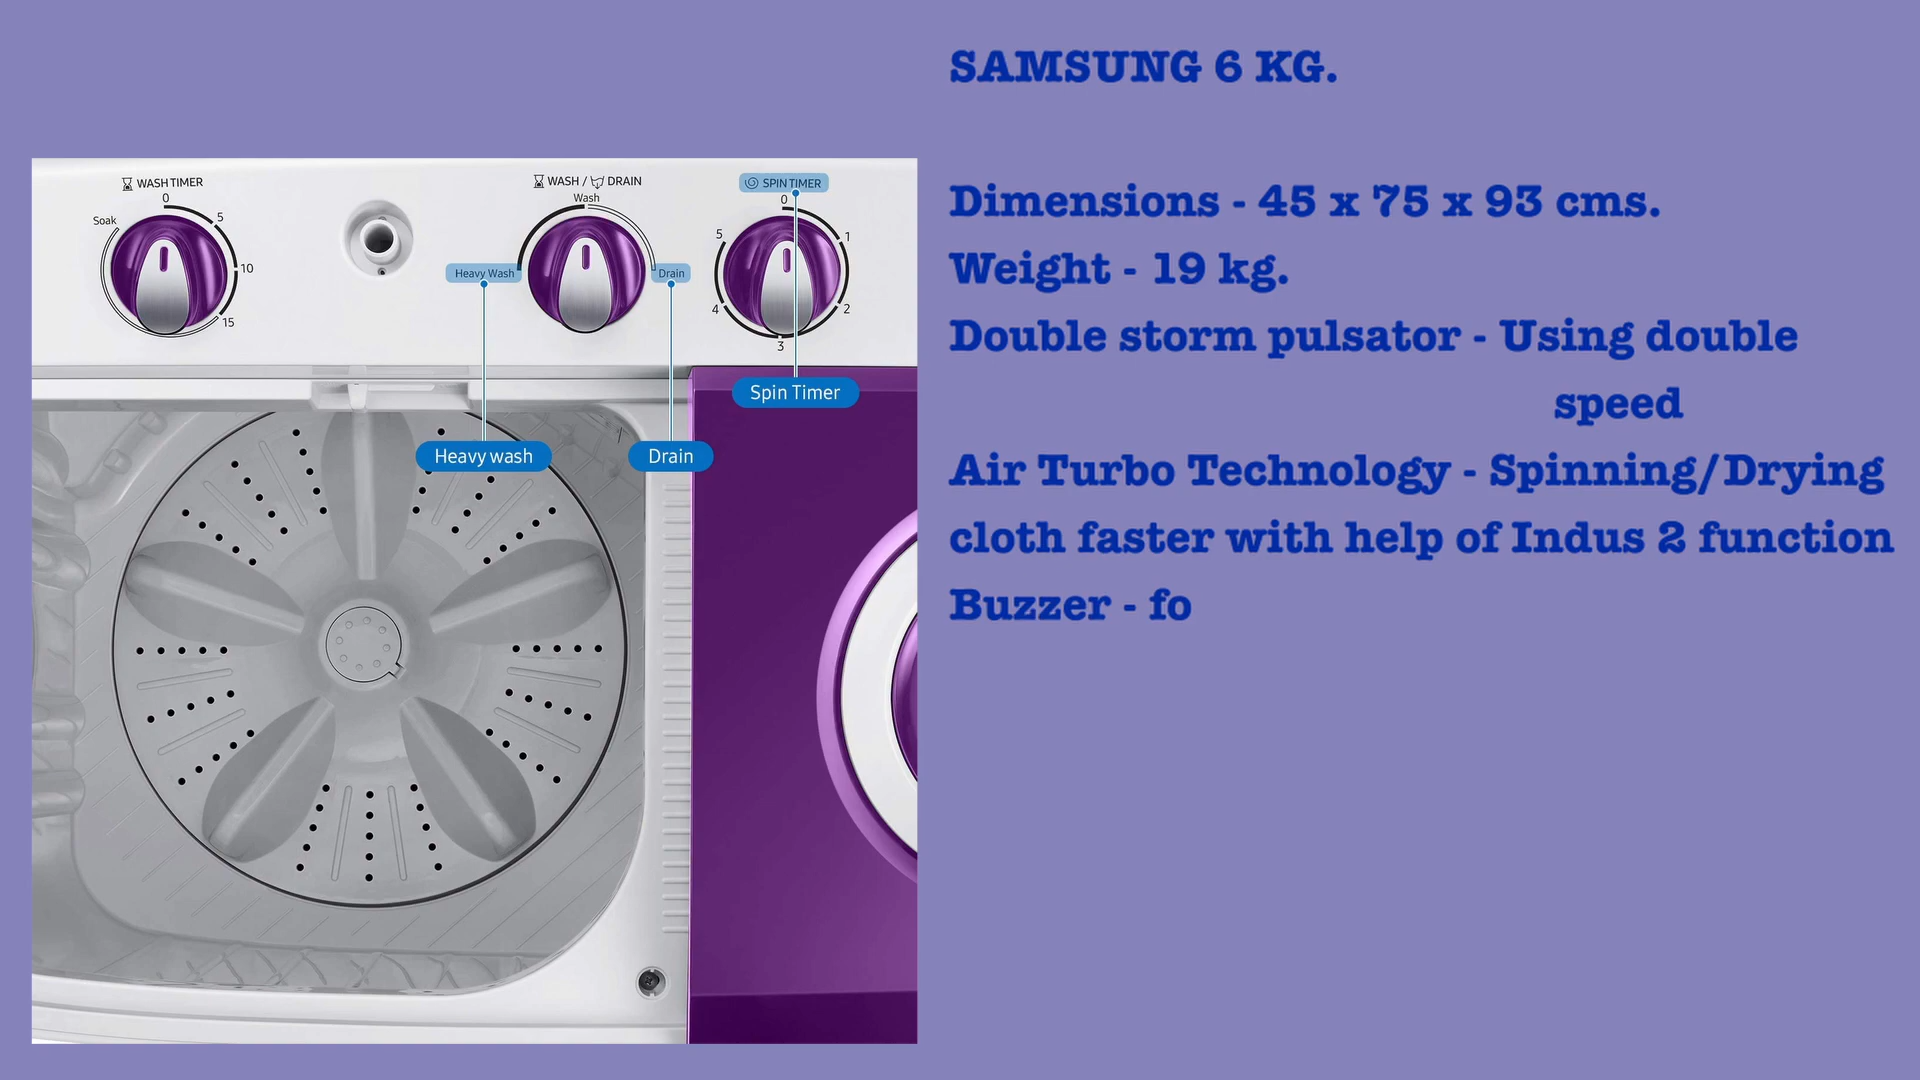 SAMSUNG 6 KG.
Dimensions - 45 x 75 x 93 cms.
Weight - 19 kg.
Double storm pulsator - Using double
speed
Air Turbo Technology - Spinning/Drying
cloth faster with help of Indus 2 function
Buzzer - fo
WASH TIMER
0
Soak
5
10
15
WASH / DRAIN
Wash
Heavy Wash
Drain
SPIN TIMER
0
5
1
4
2
3
Spin Timer
Heavy wash
Drain